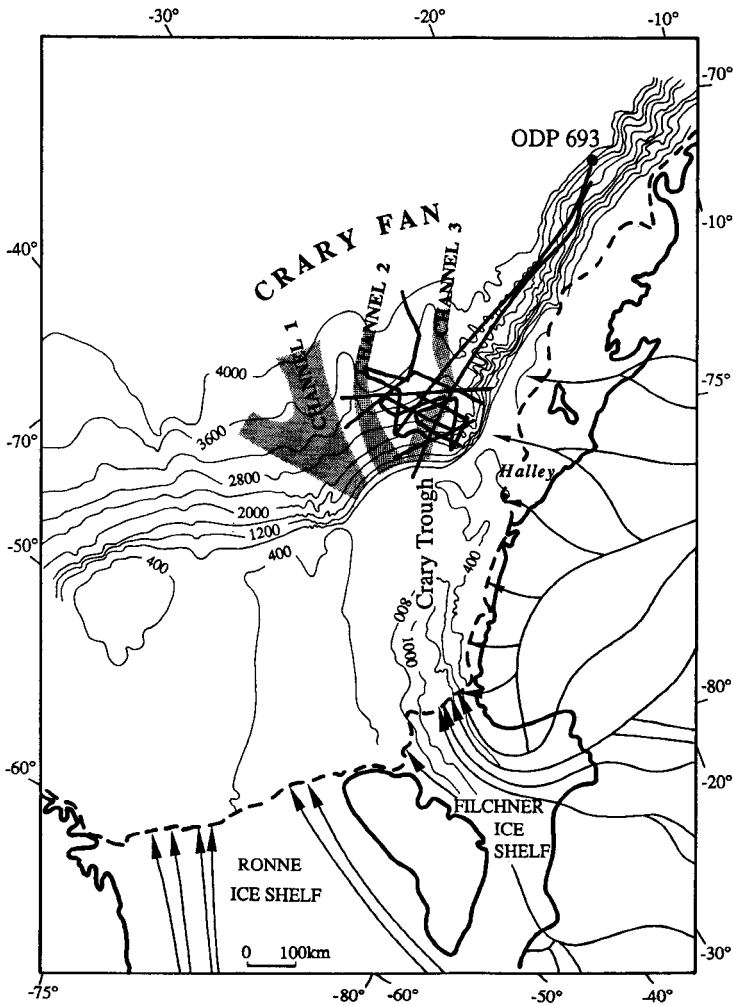 -30°
-20°
-10°
-70°
ODP 693
-10°
-40°
CRARY FAN
CHANNEL 1
CHANNEL 2
CHANNEL 3
4000
-75°
3600
-70°
2800
2000
1200
400
400
Halley
-50°
Crary Trough
400
800
1000
-80°
-60°
-20°
FILCHNER
ICE
SHELF
RONNE
ICE SHELF
0 100km
-30°
-75°
-80°
-60°
-50°
-40°